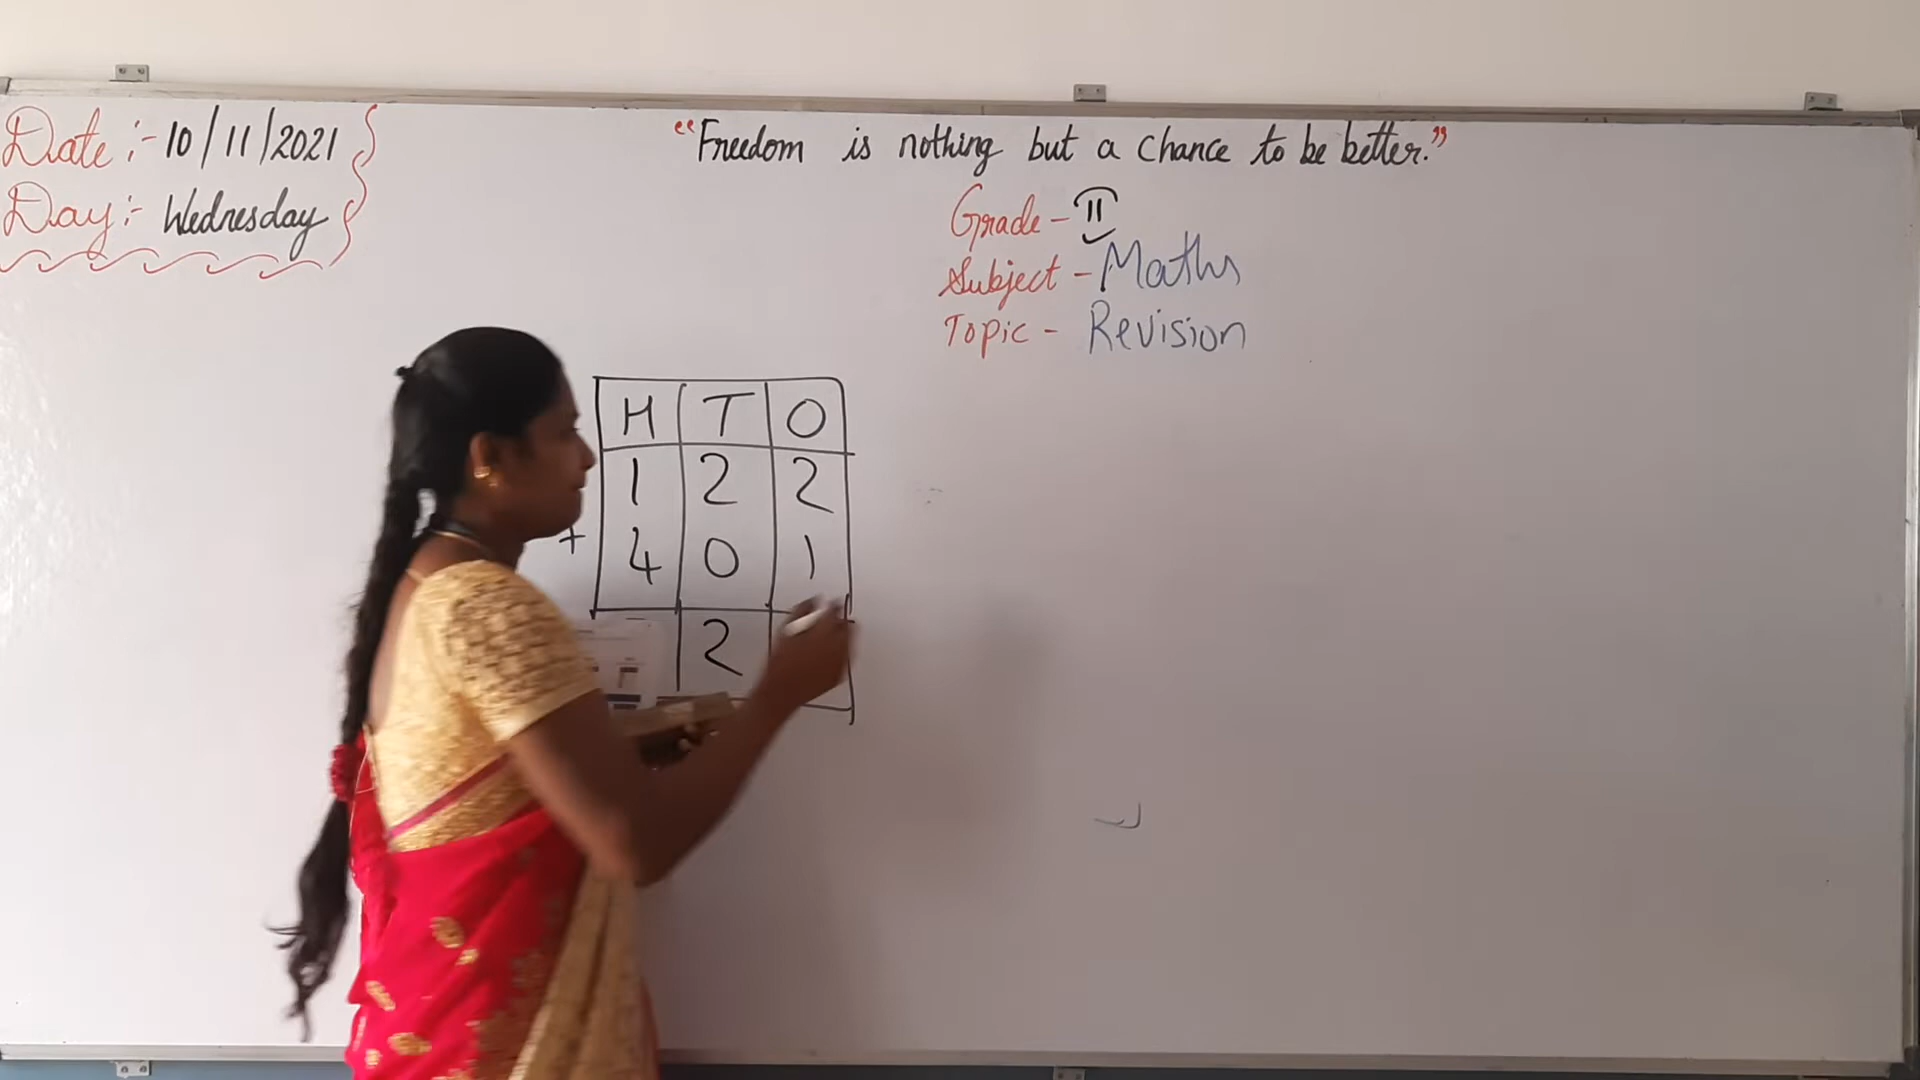 Date :- 10/11/2021
Day :- Wednesday
"Freedom is nothing but a chance to be better."
Grade - II
Subject - Maths
Topic - Revision
H T O
1 2 2
+ 4 0 1
2